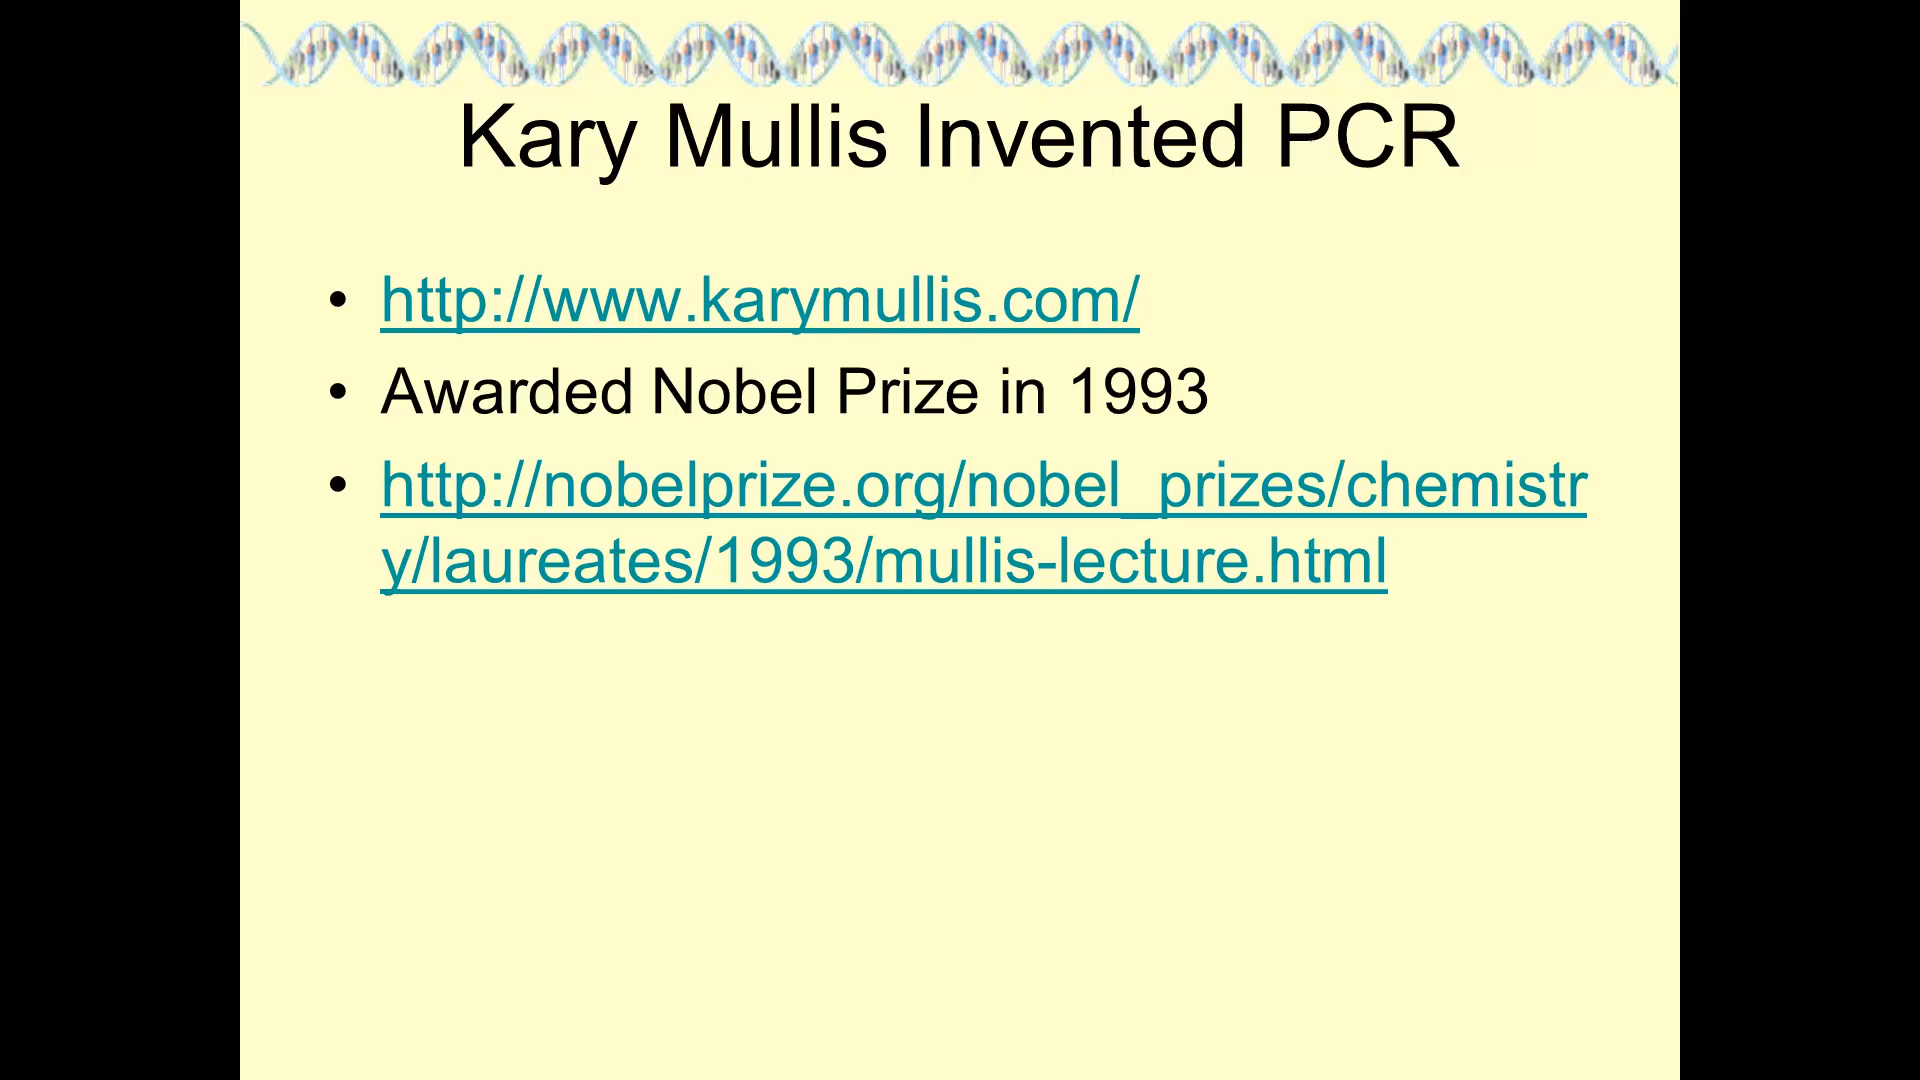 Kary Mullis Invented PCR
• http://www.karymullis.com/
• Awarded Nobel Prize in 1993
• http://nobelprize.org/nobel_prizes/chemistr
y/laureates/1993/mullis-lecture.html